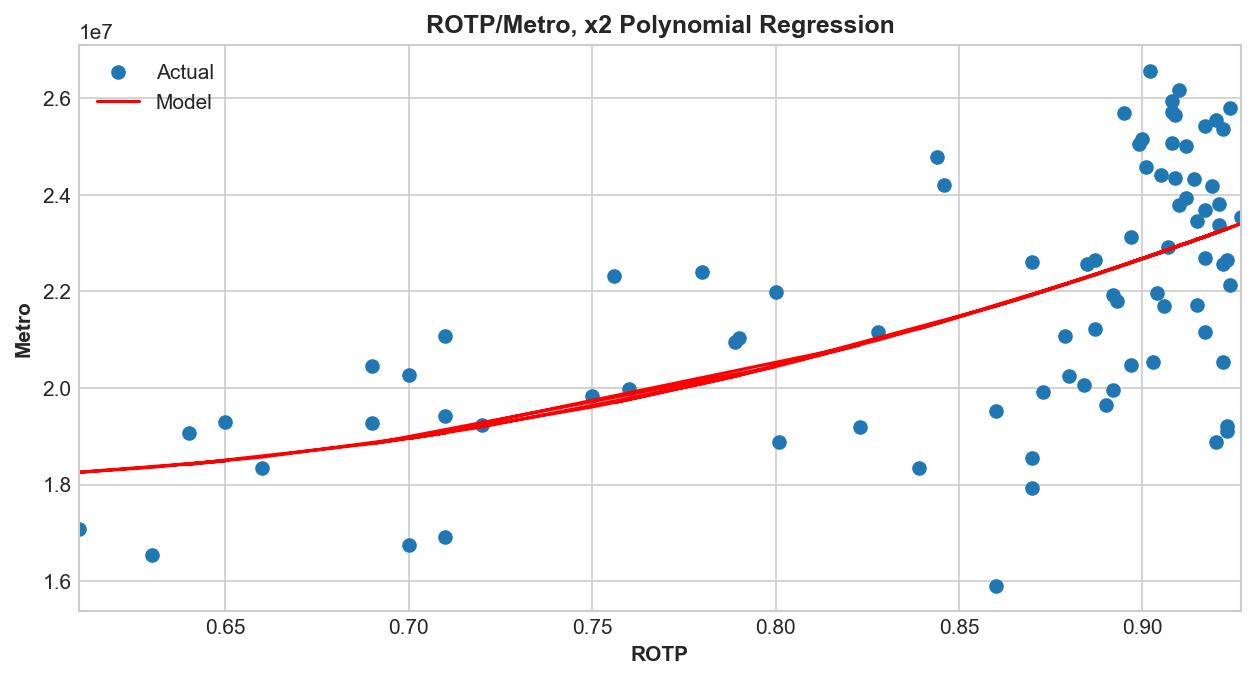 ROTP/Metro, x2 Polynomial Regression
1e7
Actual
Model
2.6
2.4
2.2
2.0
1.8
1.6
Metro
0.65 0.70 0.75 0.80 0.85 0.90
ROTP